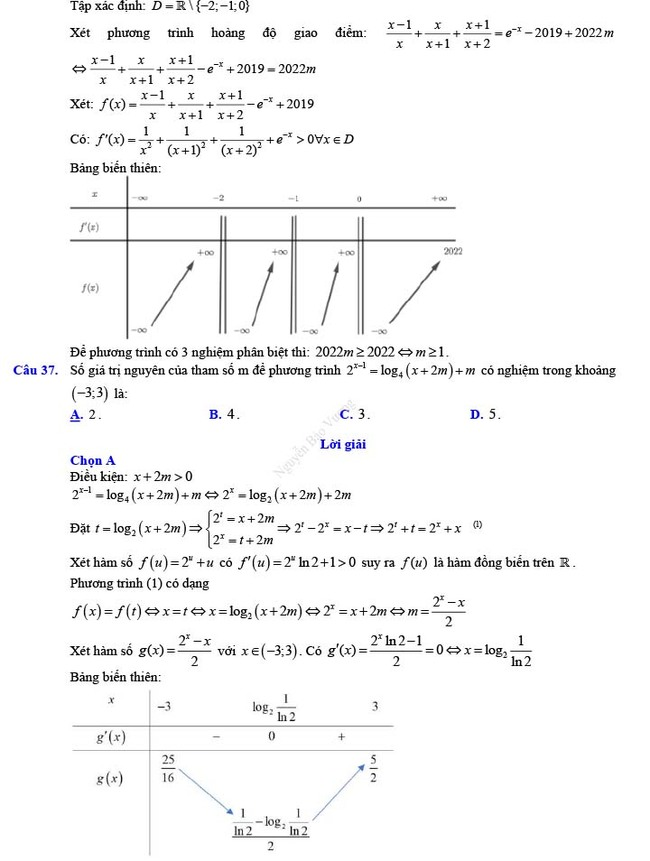 Tập xác định: D = ℝ \ {−2;−1;0}
Xét phương trình hoành độ giao điểm: (x−1)/x + x/(x+1) + (x+1)/(x+2) = e^(−x) − 2019 + 2022m
⇔ (x−1)/x + x/(x+1) + (x+1)/(x+2) − e^(−x) + 2019 = 2022m
Xét: f(x) = (x−1)/x + x/(x+1) + (x+1)/(x+2) − e^(−x) + 2019
Có: f'(x) = 1/x² + 1/(x+1)² + 1/(x+2)² + e^(−x) > 0 ∀x ∈ D
Bảng biến thiên:
x −∞ −2 −1 0 +∞
f'(x)
+∞ +∞ +∞ 2022
f(x)
−∞ −∞ −∞ −∞
Để phương trình có 3 nghiệm phân biệt thì: 2022m ≥ 2022 ⇔ m ≥ 1.
Câu 37. Số giá trị nguyên của tham số m để phương trình 2^(x−1) = log₄(x+2m) + m có nghiệm trong khoảng
(−3;3) là:
A. 2. B. 4. C. 3. D. 5.
Nguyễn Bảo Vương
Lời giải
Chọn A
Điều kiện: x + 2m > 0
2^(x−1) = log₄(x+2m) + m ⇔ 2^x = log₂(x+2m) + 2m
Đặt t = log₂(x+2m) ⇒ { 2^t = x+2m ; 2^x = t+2m ⇒ 2^t − 2^x = x − t ⇒ 2^t + t = 2^x + x (1)
Xét hàm số f(u) = 2^u + u có f'(u) = 2^u ln2 + 1 > 0 suy ra f(u) là hàm đồng biến trên ℝ.
Phương trình (1) có dạng
f(x) = f(t) ⇔ x = t ⇔ x = log₂(x+2m) ⇔ 2^x = x + 2m ⇔ m = (2^x − x)/2
Xét hàm số g(x) = (2^x − x)/2 với x ∈ (−3;3). Có g'(x) = (2^x ln2 − 1)/2 = 0 ⇔ x = log₂ 1/ln2
Bảng biến thiên:
x −3 log₂ 1/ln2 3
g'(x) − 0 +
g(x) 25/16 5/2
(1/ln2 − log₂ 1/ln2)/2